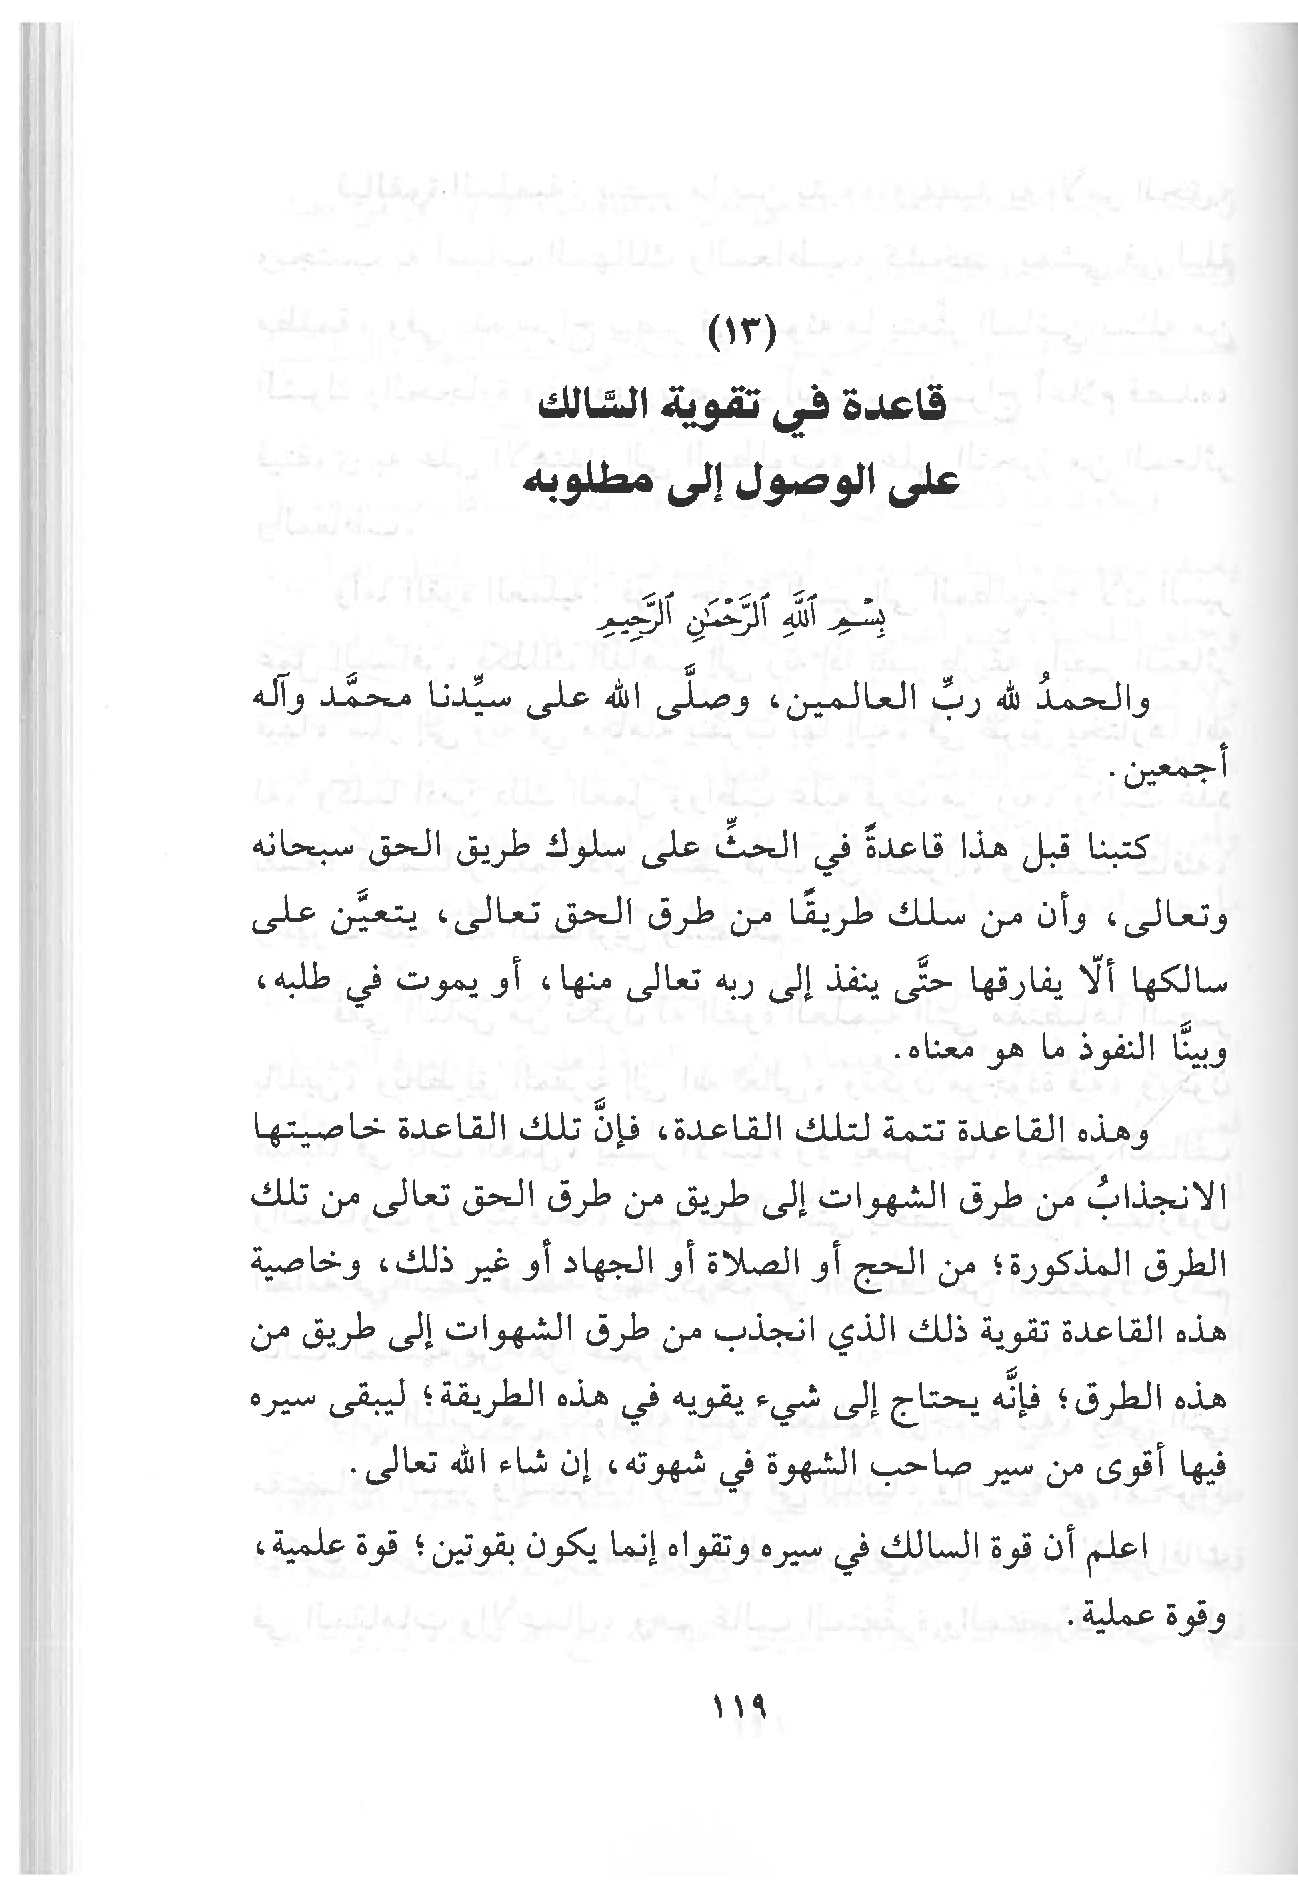 (١٣)
قاعدة في تقوية السَّالك
على الوصول إلى مطلوبه
بِسْمِ ٱللَّهِ ٱلرَّحْمَٰنِ ٱلرَّحِيمِ
والحمدُ لله ربِّ العالمين، وصلَّى الله على سيِّدنا محمَّد وآله
أجمعين.
كتبنا قبل هذا قاعدةً في الحثِّ على سلوك طريق الحق سبحانه
وتعالى، وأن من سلك طريقًا من طرق الحق تعالى، يتعيَّن على
سالكها ألّا يفارقها حتَّى ينفذ إلى ربه تعالى منها، أو يموت في طلبه،
وبينَّا النفوذ ما هو معناه.
وهذه القاعدة تتمة لتلك القاعدة، فإنَّ تلك القاعدة خاصيتها
الانجذابُ من طرق الشهوات إلى طريق من طرق الحق تعالى من تلك
الطرق المذكورة؛ من الحج أو الصلاة أو الجهاد أو غير ذلك، وخاصية
هذه القاعدة تقوية ذلك الذي انجذب من طرق الشهوات إلى طريق من
هذه الطرق؛ فإنَّه يحتاج إلى شيء يقويه في هذه الطريقة؛ ليبقى سيره
فيها أقوى من سير صاحب الشهوة في شهوته، إن شاء الله تعالى.
اعلم أن قوة السالك في سيره وتقواه إنما يكون بقوتين؛ قوة علمية،
وقوة عملية.
١١٩